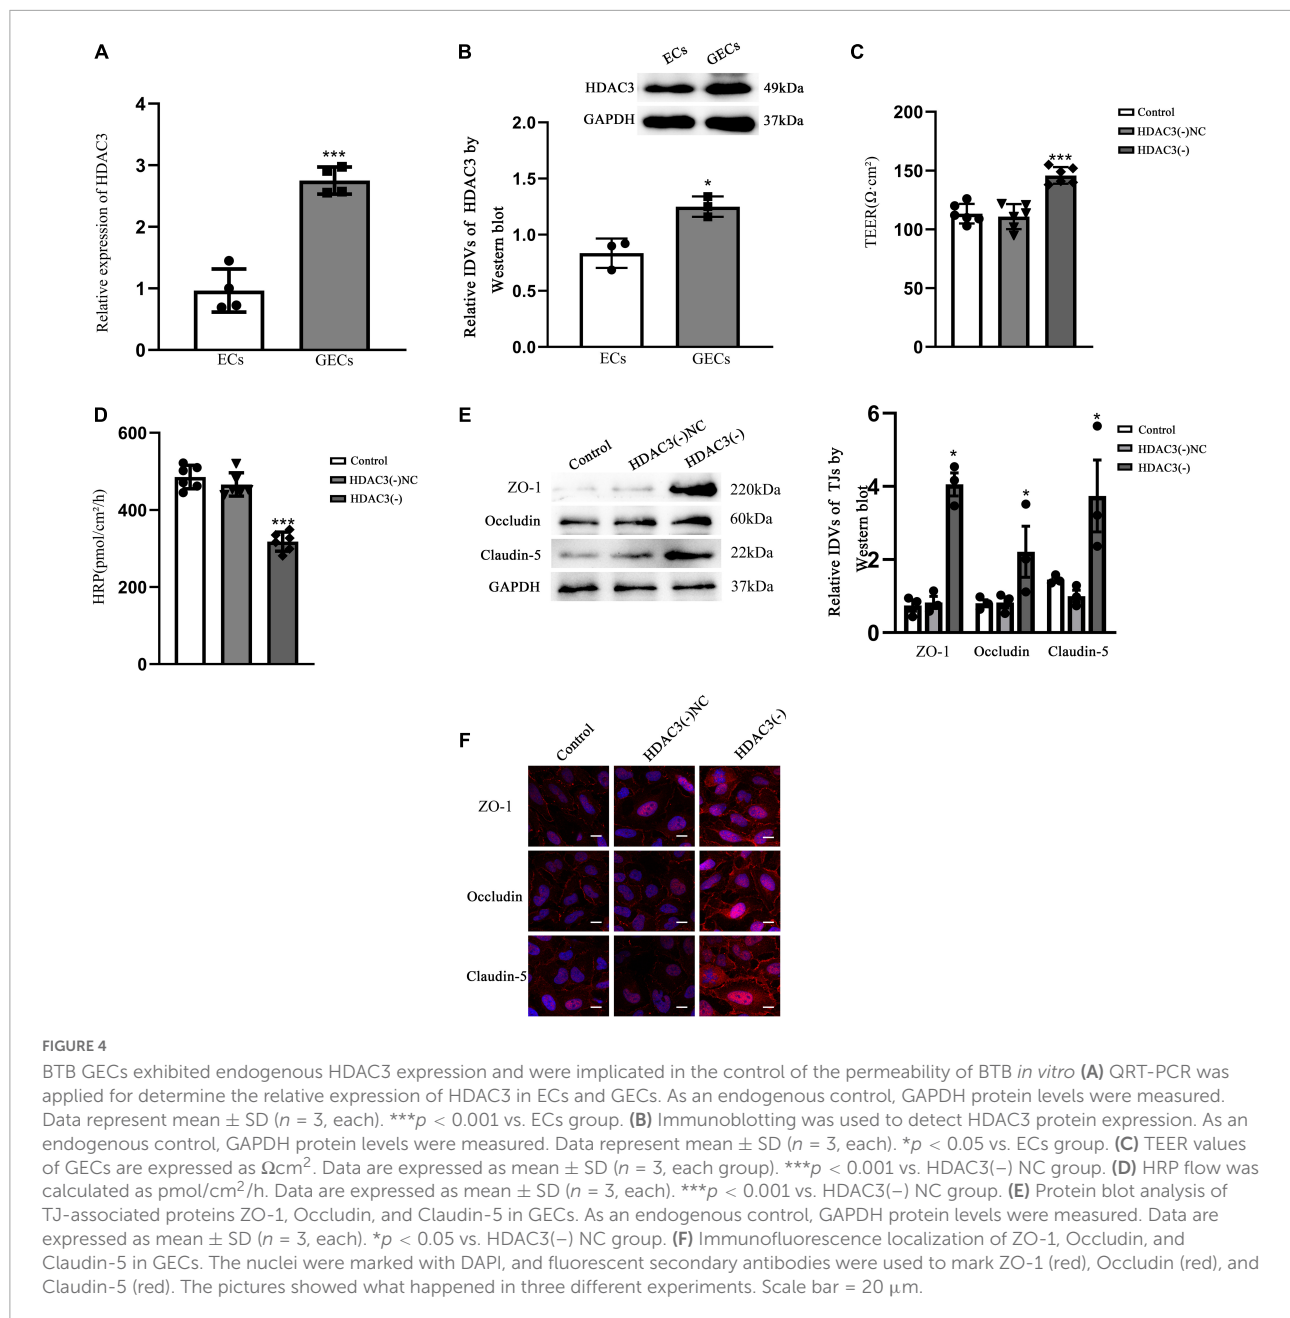 A
Relative expression of HDAC3
4
3
2
1
0
***
ECs
GECs
B
ECs
GECs
HDAC3
49kDa
GAPDH
37kDa
Relative IDVs of HDAC3 by
Western blot
2.0
1.5
1.0
0.5
0.0
*
ECs
GECs
C
TEER(Ω·cm²)
200
150
100
50
0
***
Control
HDAC3(-)NC
HDAC3(-)
D
HRP(pmol/cm²/h)
600
400
200
0
***
Control
HDAC3(-)NC
HDAC3(-)
E
Control
HDAC3(-)NC
HDAC3(-)
ZO-1
220kDa
Occludin
60kDa
Claudin-5
22kDa
GAPDH
37kDa
Relative IDVs of TJs by
Western blot
8
6
4
2
0
*
*
*
ZO-1
Occludin
Claudin-5
Control
HDAC3(-)NC
HDAC3(-)
F
Control
HDAC3(-)NC
HDAC3(-)
ZO-1
Occludin
Claudin-5
FIGURE 4
BTB GECs exhibited endogenous HDAC3 expression and were implicated in the control of the permeability of BTB in vitro (A) QRT-PCR was
applied for determine the relative expression of HDAC3 in ECs and GECs. As an endogenous control, GAPDH protein levels were measured.
Data represent mean ± SD (n = 3, each). ***p < 0.001 vs. ECs group. (B) Immunoblotting was used to detect HDAC3 protein expression. As an
endogenous control, GAPDH protein levels were measured. Data represent mean ± SD (n = 3, each). *p < 0.05 vs. ECs group. (C) TEER values
of GECs are expressed as Ωcm². Data are expressed as mean ± SD (n = 3, each group). ***p < 0.001 vs. HDAC3(−) NC group. (D) HRP flow was
calculated as pmol/cm²/h. Data are expressed as mean ± SD (n = 3, each). ***p < 0.001 vs. HDAC3(−) NC group. (E) Protein blot analysis of
TJ-associated proteins ZO-1, Occludin, and Claudin-5 in GECs. As an endogenous control, GAPDH protein levels were measured. Data are
expressed as mean ± SD (n = 3, each). *p < 0.05 vs. HDAC3(−) NC group. (F) Immunofluorescence localization of ZO-1, Occludin, and
Claudin-5 in GECs. The nuclei were marked with DAPI, and fluorescent secondary antibodies were used to mark ZO-1 (red), Occludin (red), and
Claudin-5 (red). The pictures showed what happened in three different experiments. Scale bar = 20 μm.